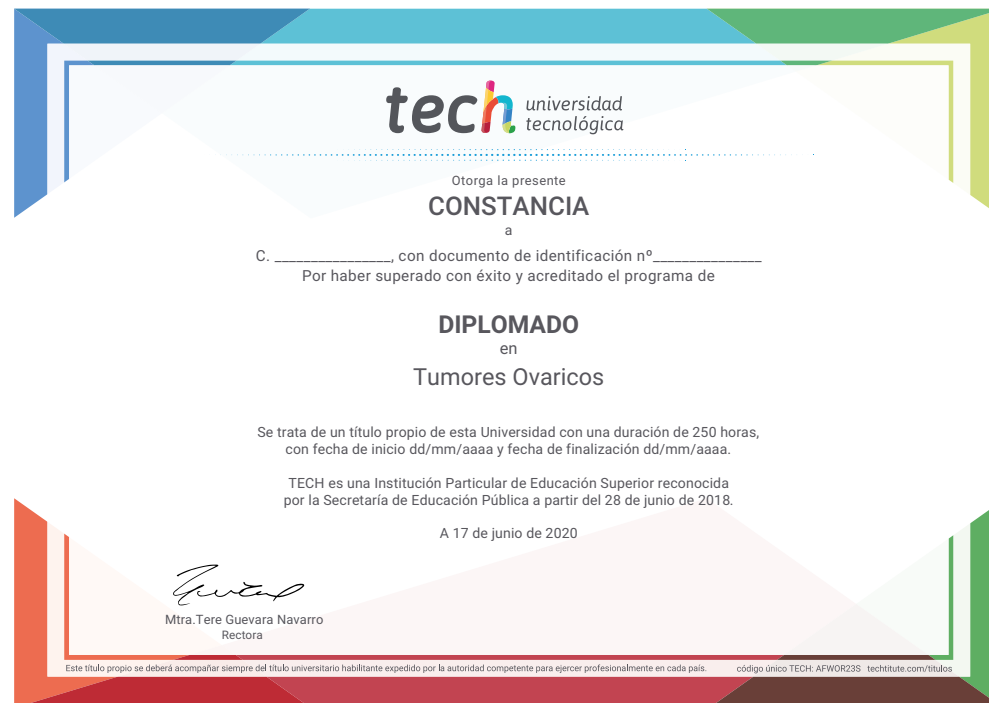 tech universidad
tecnológica
Otorga la presente
CONSTANCIA
a
C. ________________, con documento de identificación nº_______________
Por haber superado con éxito y acreditado el programa de
DIPLOMADO
en
Tumores Ovaricos
Se trata de un título propio de esta Universidad con una duración de 250 horas,
con fecha de inicio dd/mm/aaaa y fecha de finalización dd/mm/aaaa.
TECH es una Institución Particular de Educación Superior reconocida
por la Secretaría de Educación Pública a partir del 28 de junio de 2018.
A 17 de junio de 2020
Mtra.Tere Guevara Navarro
Rectora
Este título propio se deberá acompañar siempre del título universitario habilitante expedido por la autoridad competente para ejercer profesionalmente en cada país. código único TECH: AFWOR23S techtitute.com/titulos